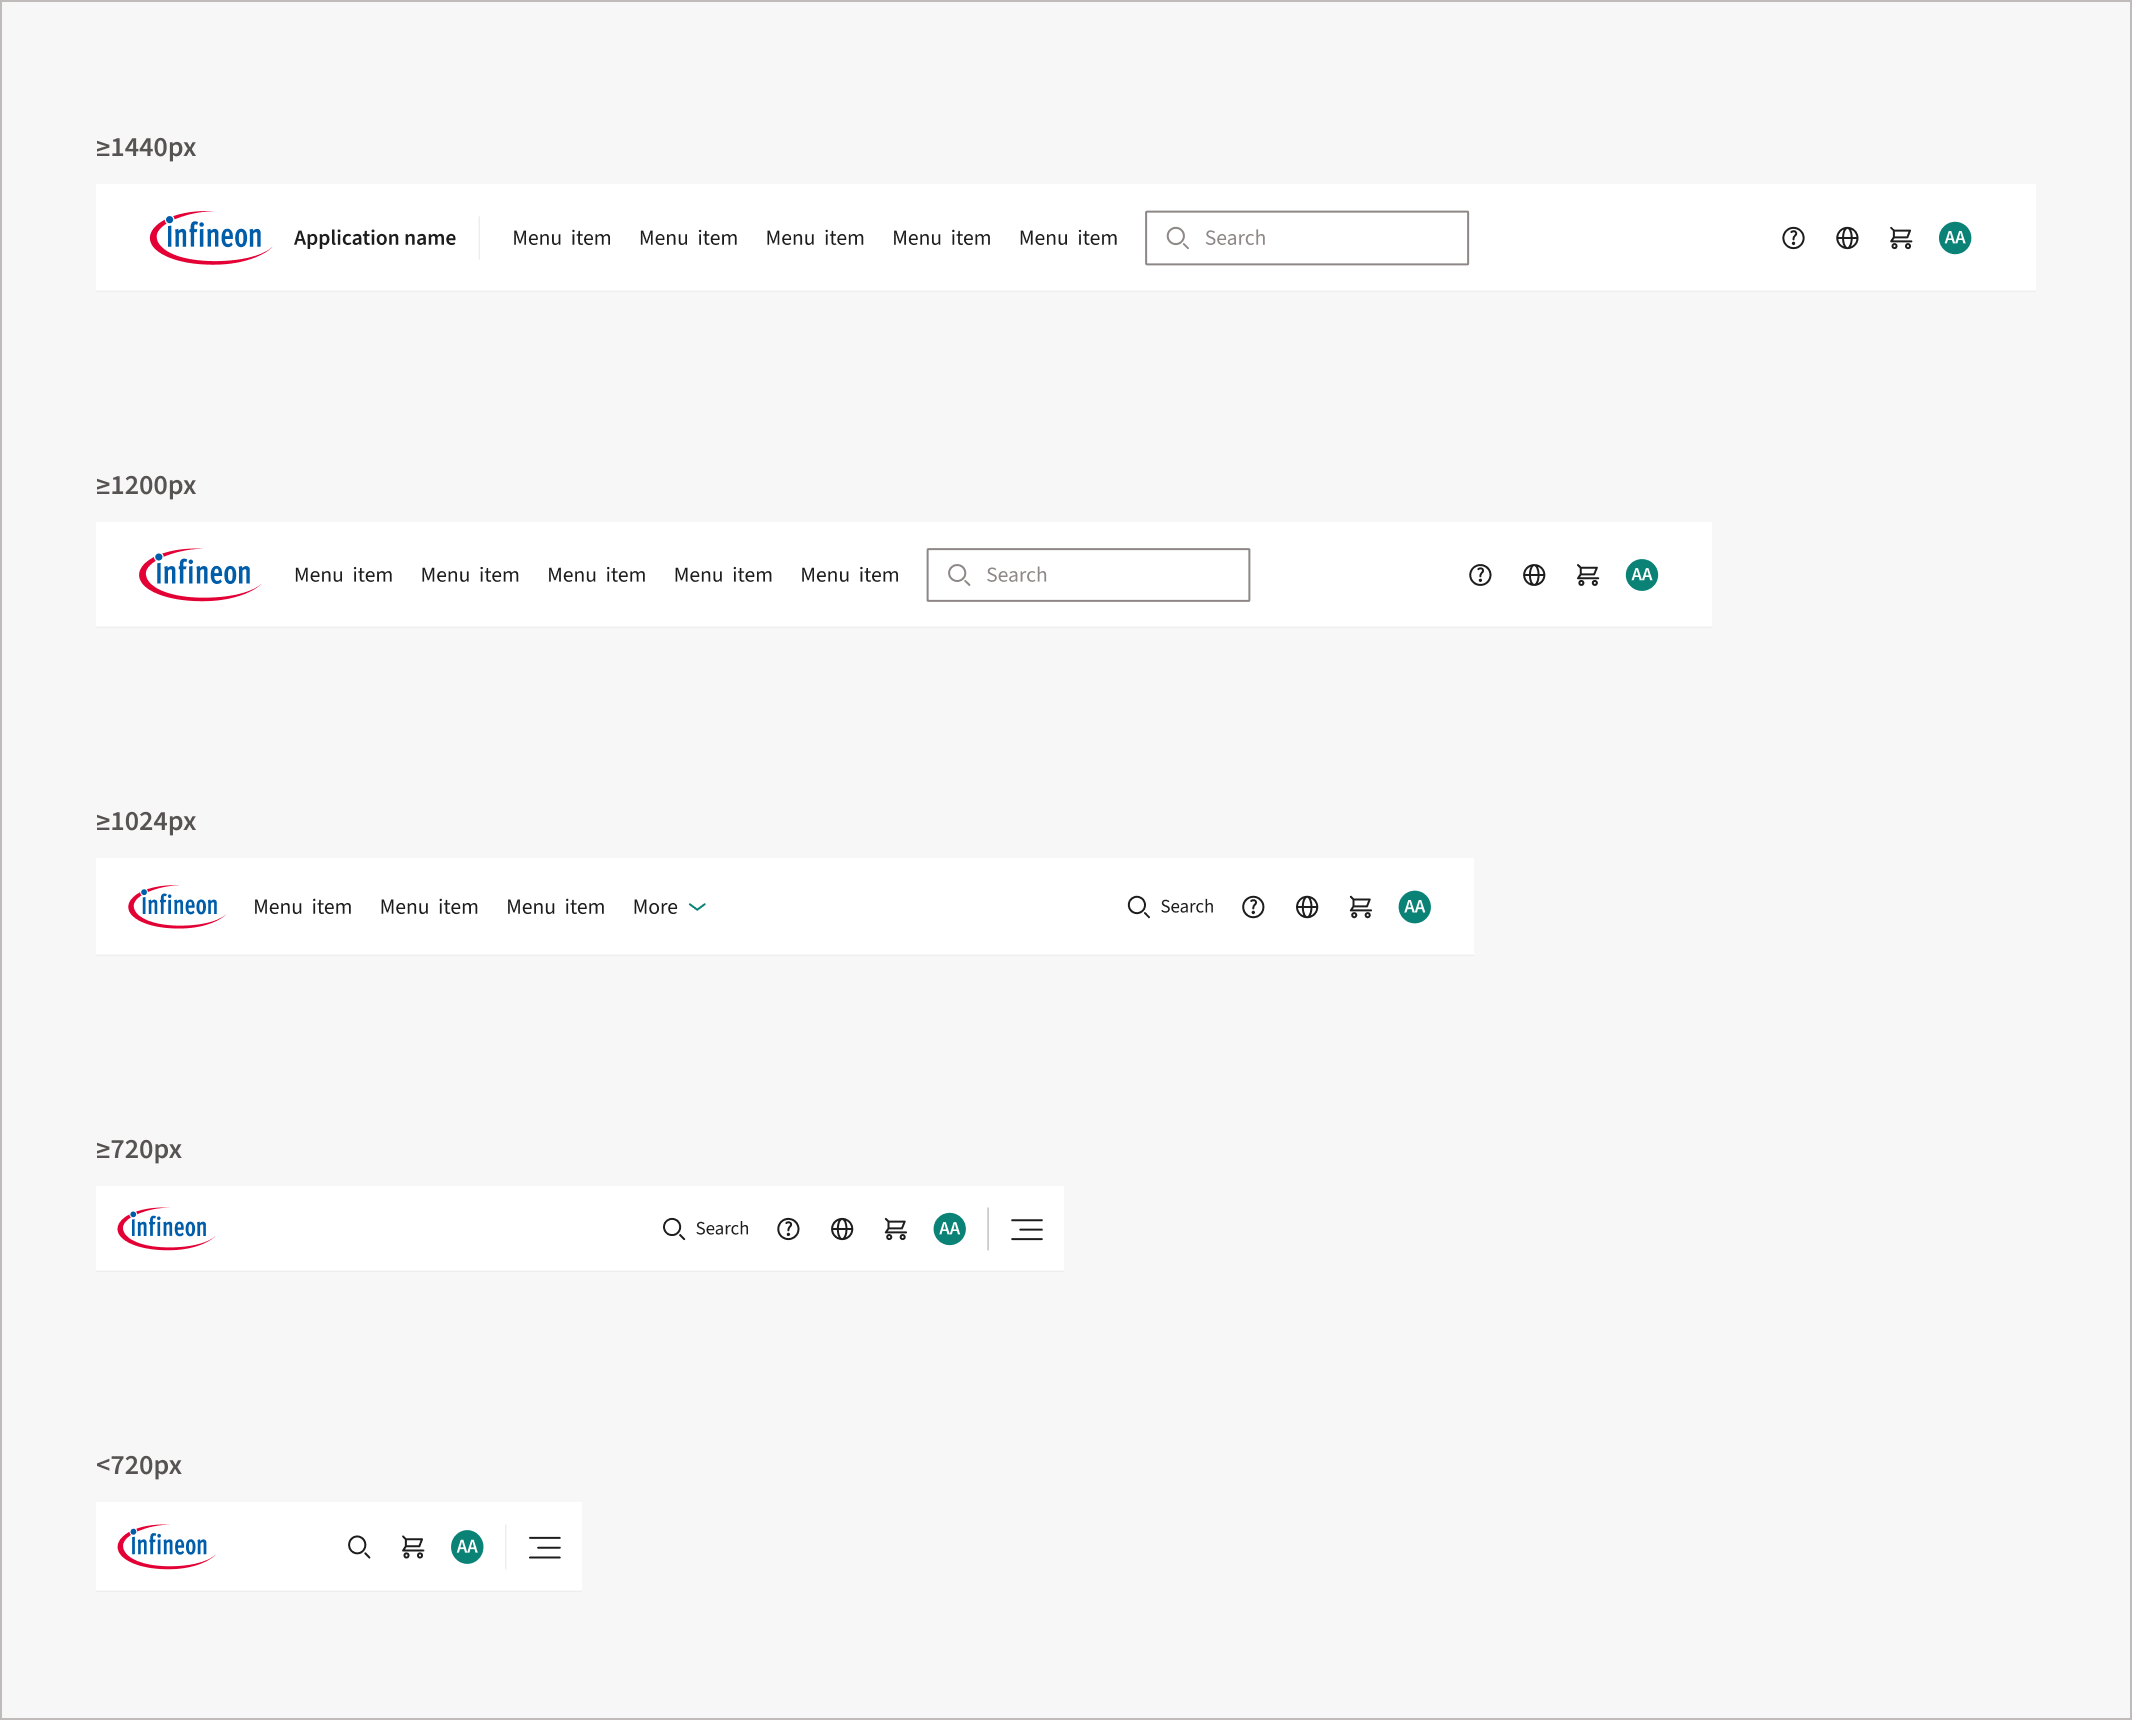 ≥1440px
infineon Application name Menu item Menu item Menu item Menu item Menu item Search ? AA
≥1200px
infineon Menu item Menu item Menu item Menu item Menu item Search ? AA
≥1024px
infineon Menu item Menu item Menu item More Search ? AA
≥720px
infineon Search ? AA
<720px
infineon AA